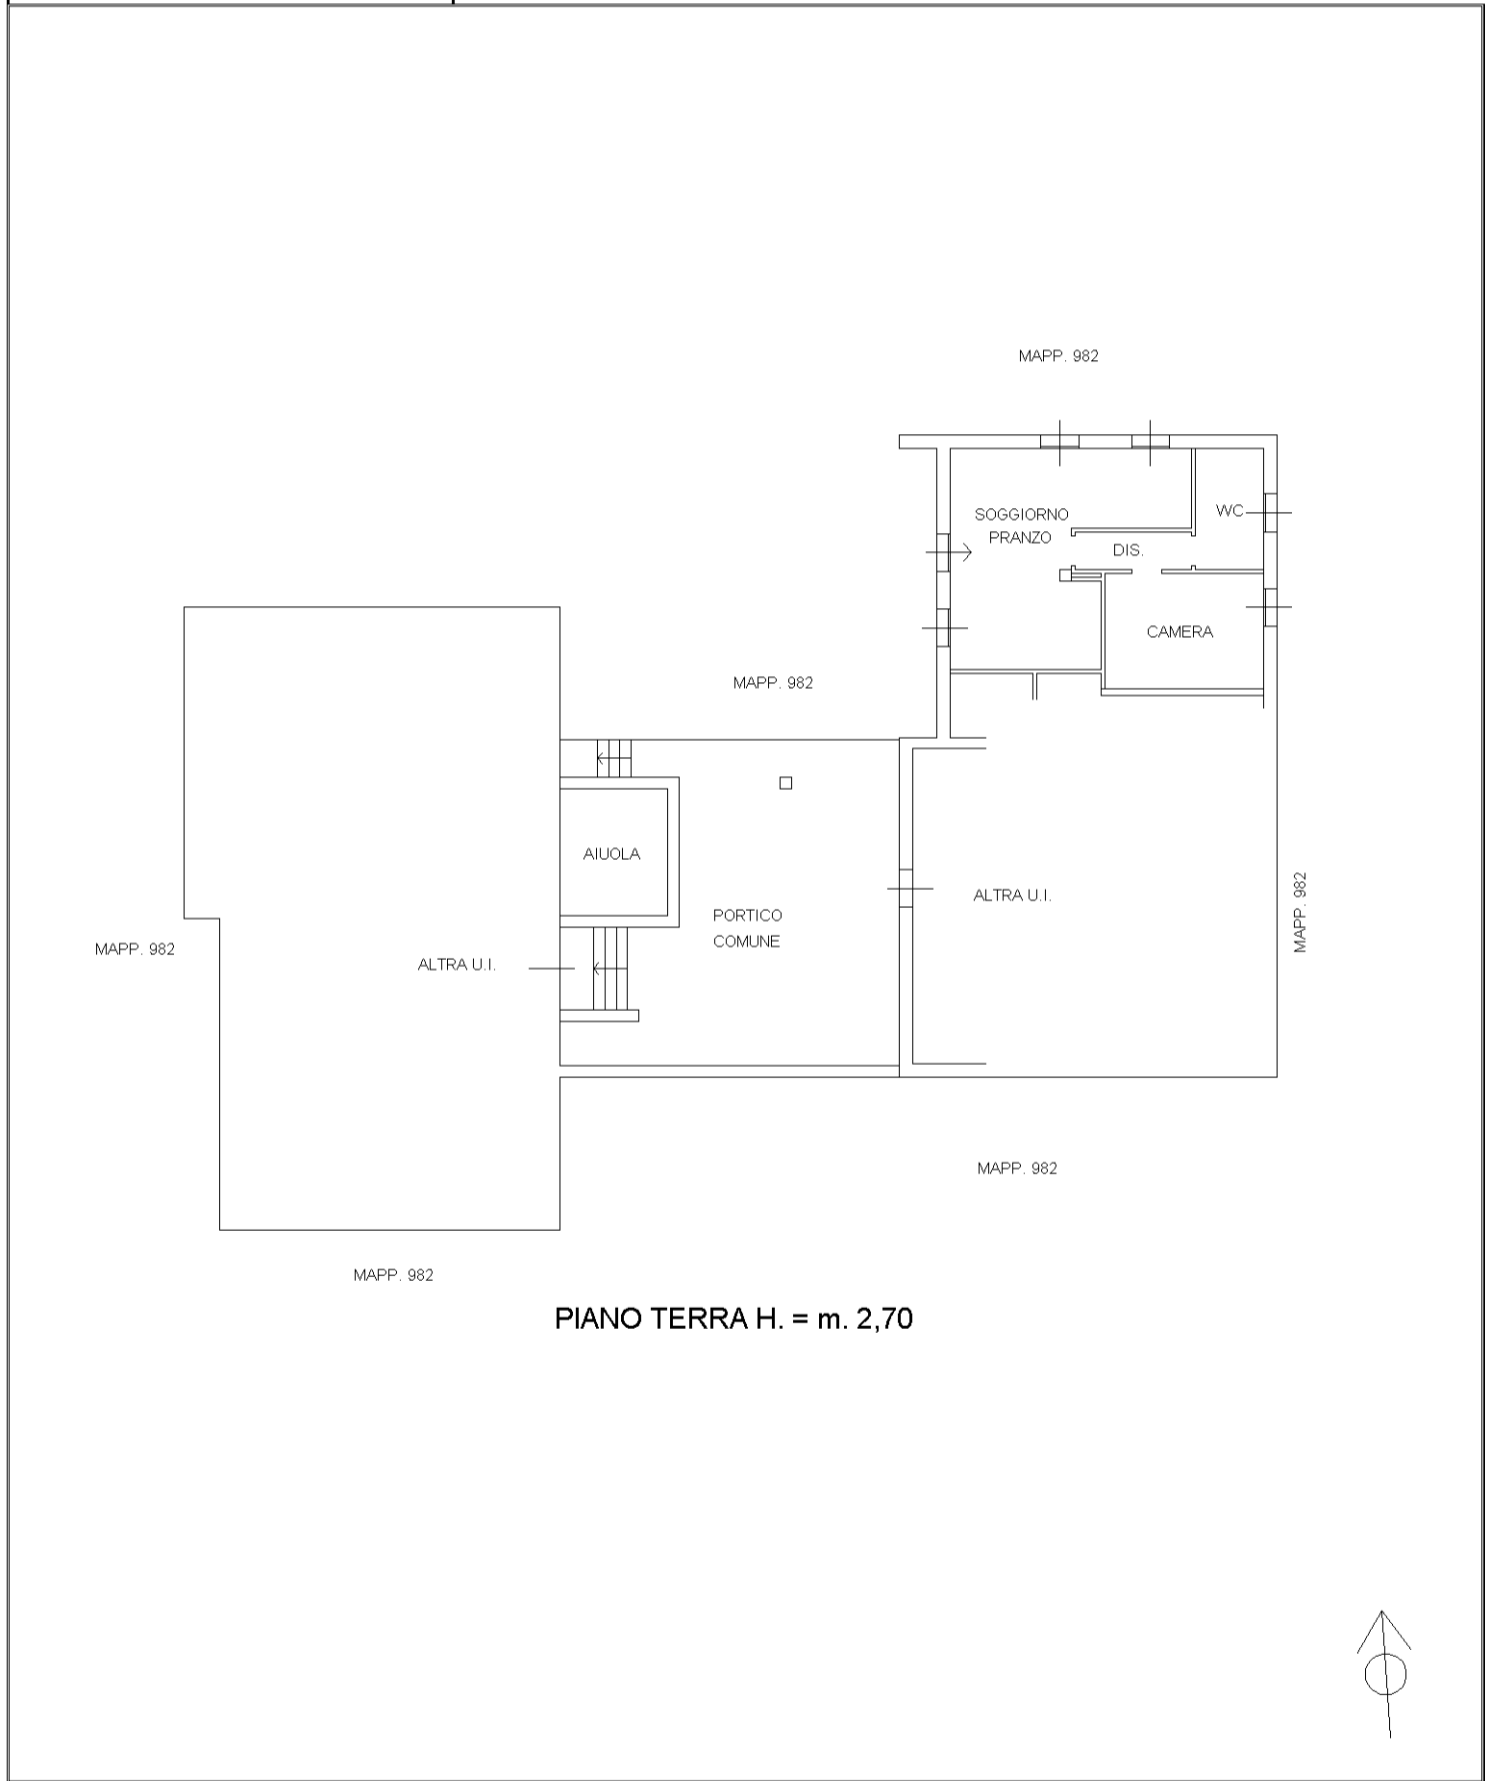 MAPP. 982
SOGGIORNO
PRANZO
WC
DIS.
CAMERA
MAPP. 982
AIUOLA
PORTICO
COMUNE
ALTRA U.I.
MAPP. 982
MAPP. 982
ALTRA U.I.
MAPP. 982
MAPP. 982
PIANO TERRA H. = m. 2,70